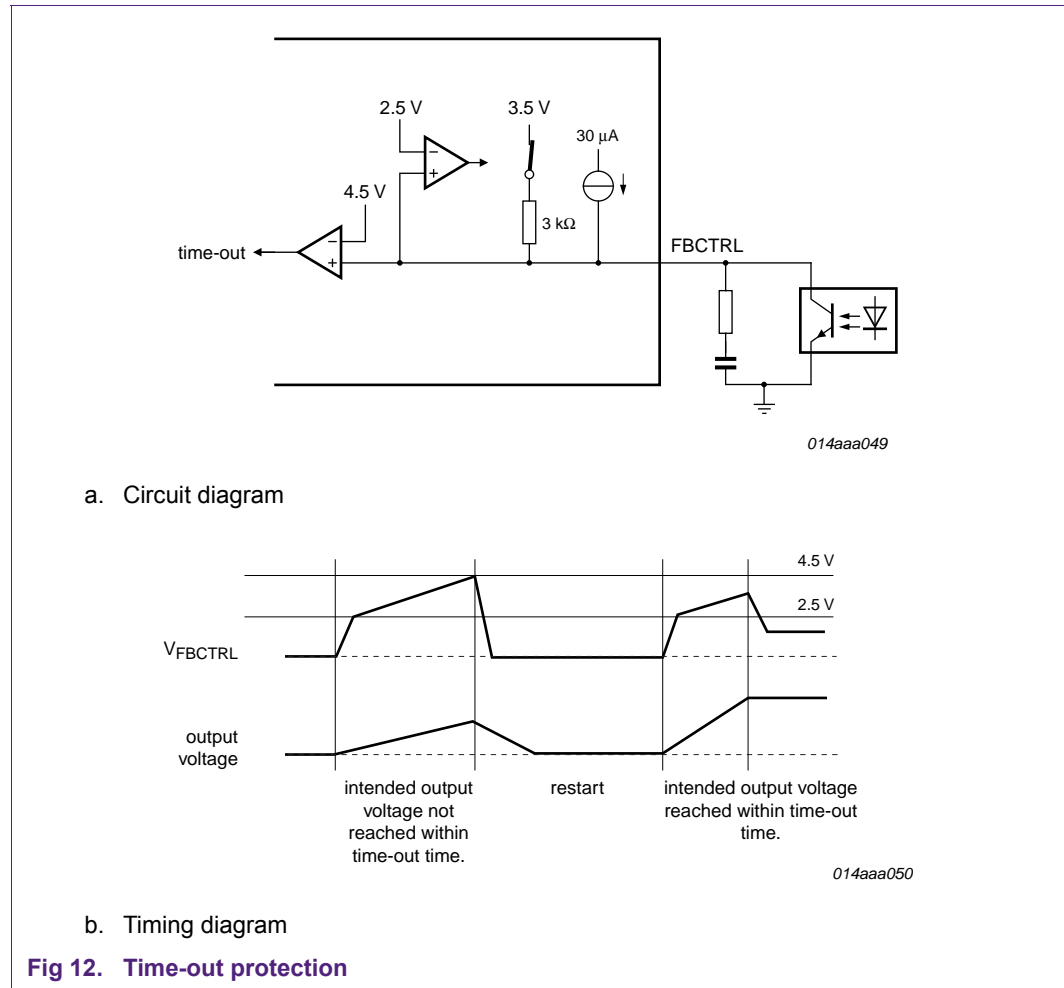 2.5 V
3.5 V
30 μA
4.5 V
3 kΩ
FBCTRL
time-out
014aaa049
a. Circuit diagram
4.5 V
2.5 V
VFBCTRL
output
voltage
intended output
voltage not
reached within
time-out time.
restart
intended output voltage
reached within time-out
time.
014aaa050
b. Timing diagram
Fig 12. Time-out protection